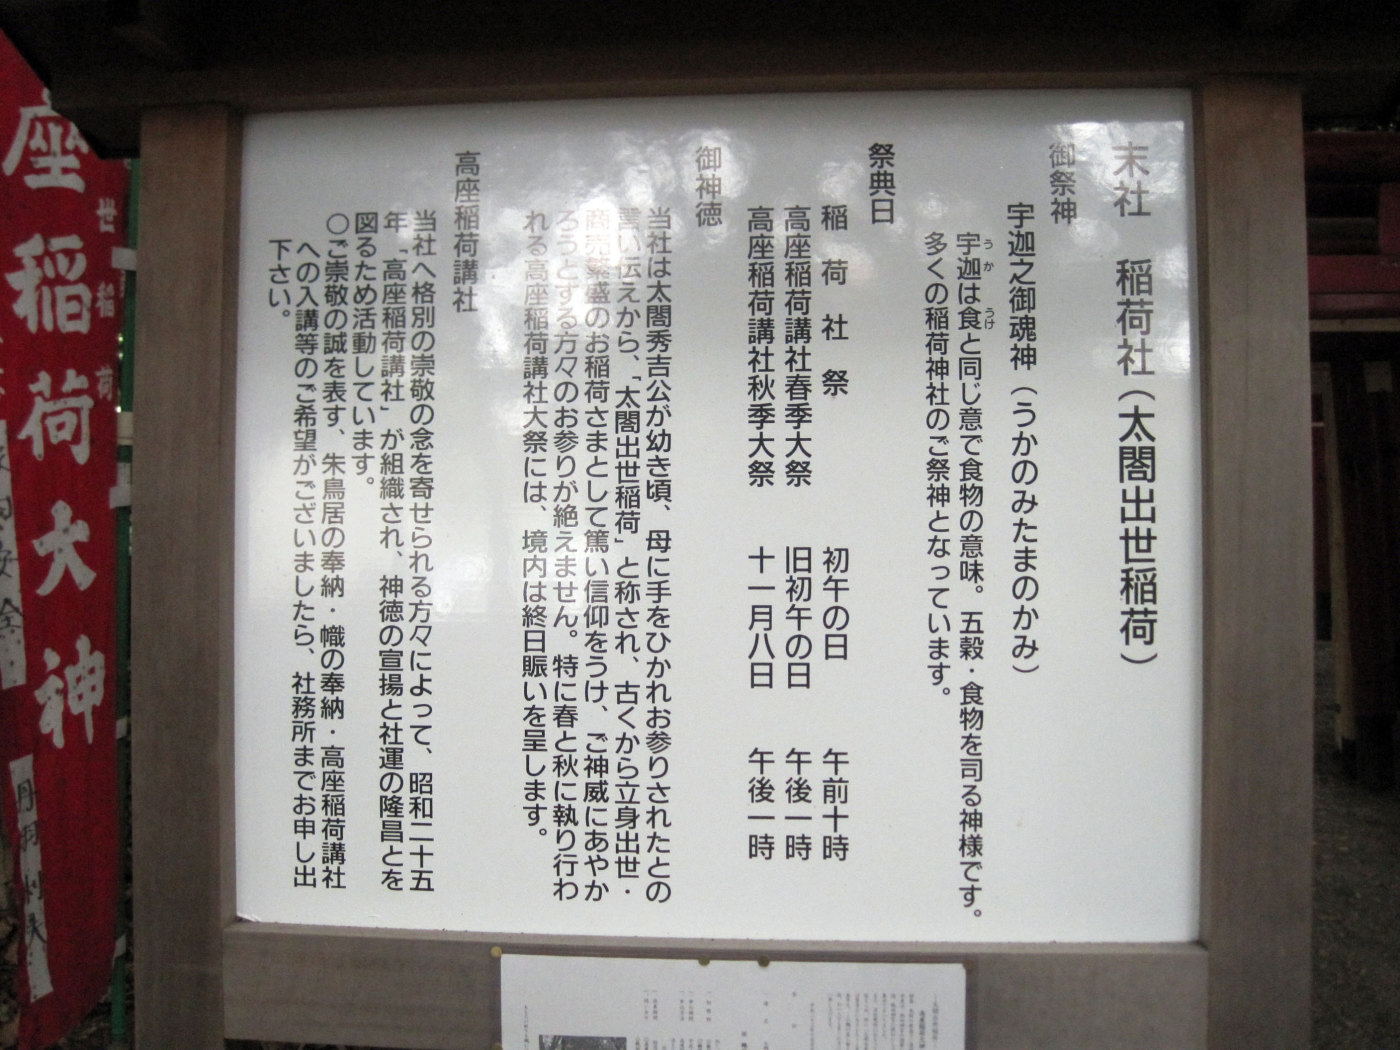 末社　稲荷社（太閤出世稲荷）
御祭神
宇迦之御魂神（うかのみたまのかみ）
宇迦は食と同じ意で食物の意味。五穀・食物を司る神様です。
うか　うけ
多くの稲荷神社のご祭神となっています。
祭典日
稲荷社祭　初午の日　午前十時
高座稲荷講社春季大祭　旧初午の日　午後一時
高座稲荷講社秋季大祭　十一月八日　午後一時
御神徳
当社は太閤秀吉公が幼き頃、母に手をひかれお参りされたとの
言い伝えから、「太閤出世稲荷」と称され、古くから立身出世・
商売繁盛のお稲荷さまとして篤い信仰をうけ、ご神威にあやか
ろうとする方々のお参りが絶えません。特に春と秋に執り行わ
れる高座稲荷講社大祭には、境内は終日賑いを呈します。
高座稲荷講社
当社へ格別の崇敬の念を寄せられる方々によって、昭和二十五
年「高座稲荷講社」が組織され、神徳の宣揚と社運の隆昌とを
図るため活動しています。
○ご崇敬の誠を表す、朱鳥居の奉納・幟の奉納・高座稲荷講社
への入講等のご希望がございましたら、社務所までお申し出
下さい。
世稲荷
座稲荷大神
内安全
丹羽